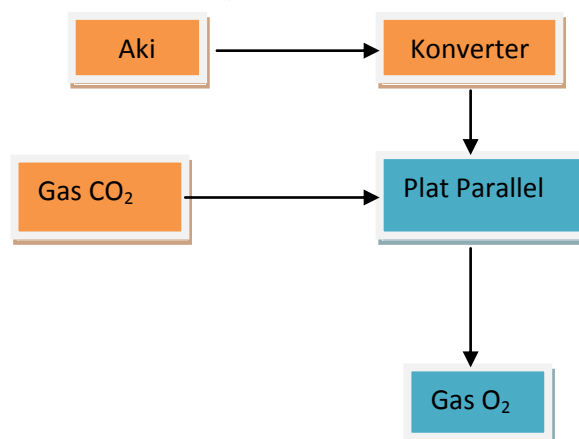 Aki
Konverter
Gas CO₂
Plat Parallel
Gas O₂